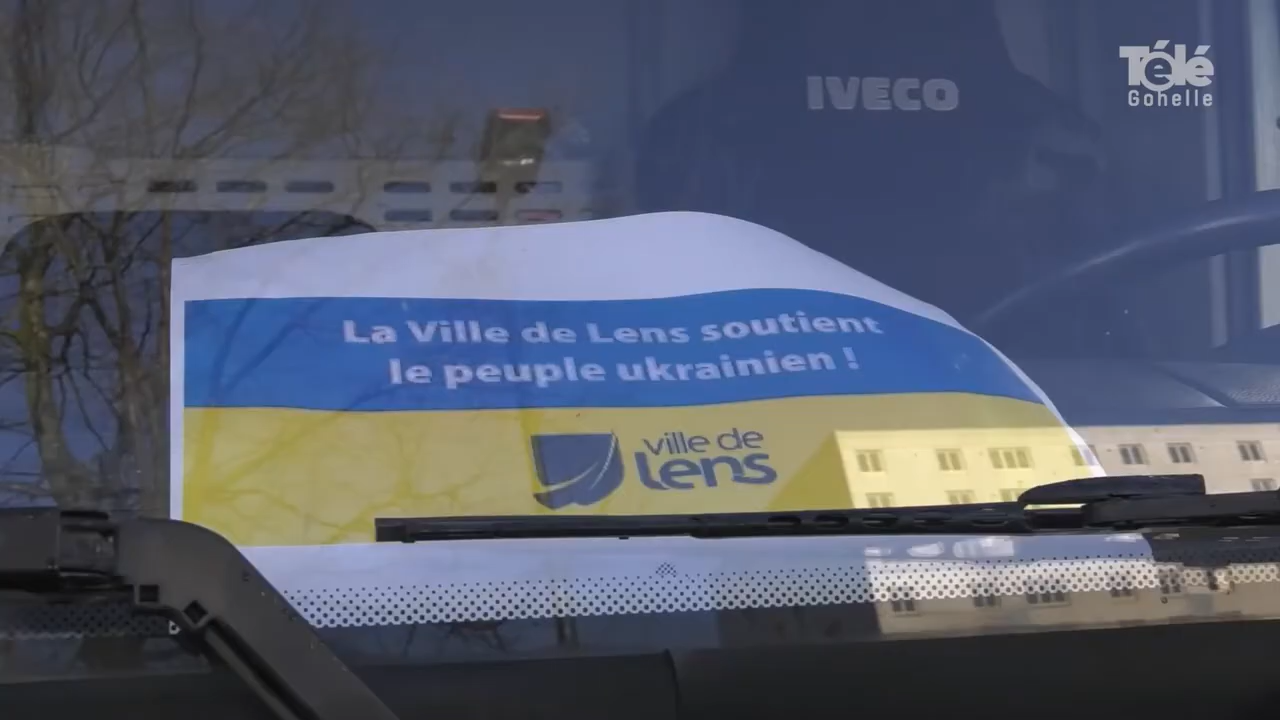 Télé
Gohelle
IVECO
La Ville de Lens soutient
le peuple ukrainien !
ville de
Lens